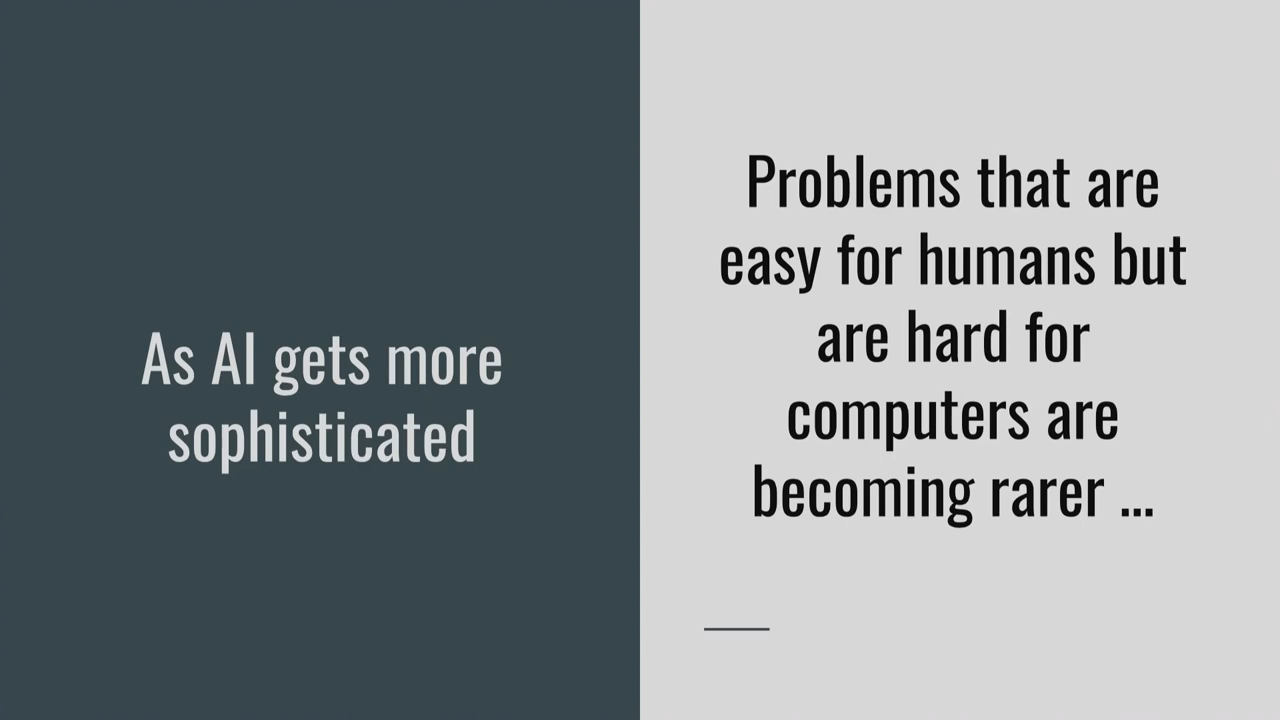 As AI gets more
sophisticated
Problems that are
easy for humans but
are hard for
computers are
becoming rarer ...